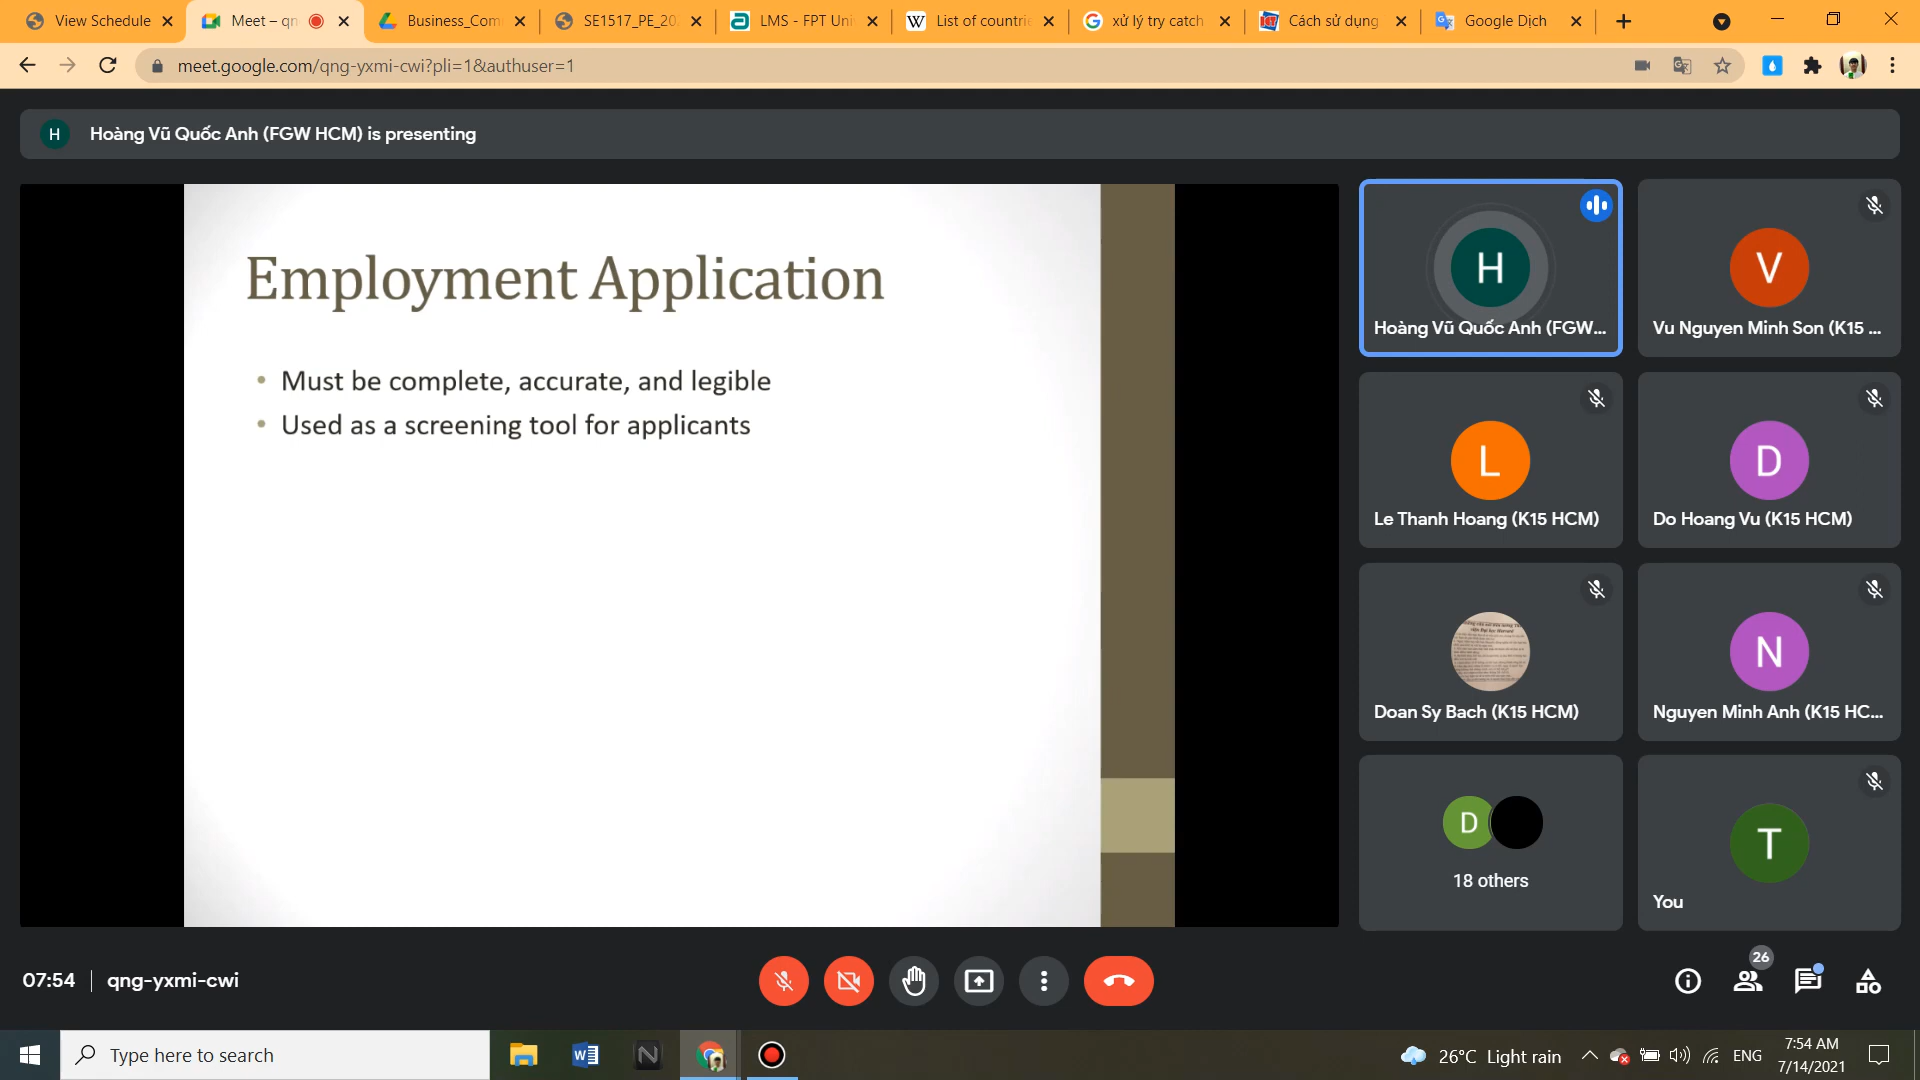 View Schedule
Meet – qn
Business_Com
SE1517_PE_20
LMS - FPT Uni
List of countrie
xử lý try catch
Cách sử dụng
Google Dịch
meet.google.com/qng-yxmi-cwi?pli=1&authuser=1
H
Hoàng Vũ Quốc Anh (FGW HCM) is presenting
Employment Application
• Must be complete, accurate, and legible
• Used as a screening tool for applicants
H
Hoàng Vũ Quốc Anh (FGW...
V
Vu Nguyen Minh Son (K15 ...
L
Le Thanh Hoang (K15 HCM)
D
Do Hoang Vu (K15 HCM)
Doan Sy Bach (K15 HCM)
N
Nguyen Minh Anh (K15 HC...
D
18 others
T
You
07:54 | qng-yxmi-cwi
26
Type here to search
26°C Light rain
ENG
7:54 AM
7/14/2021